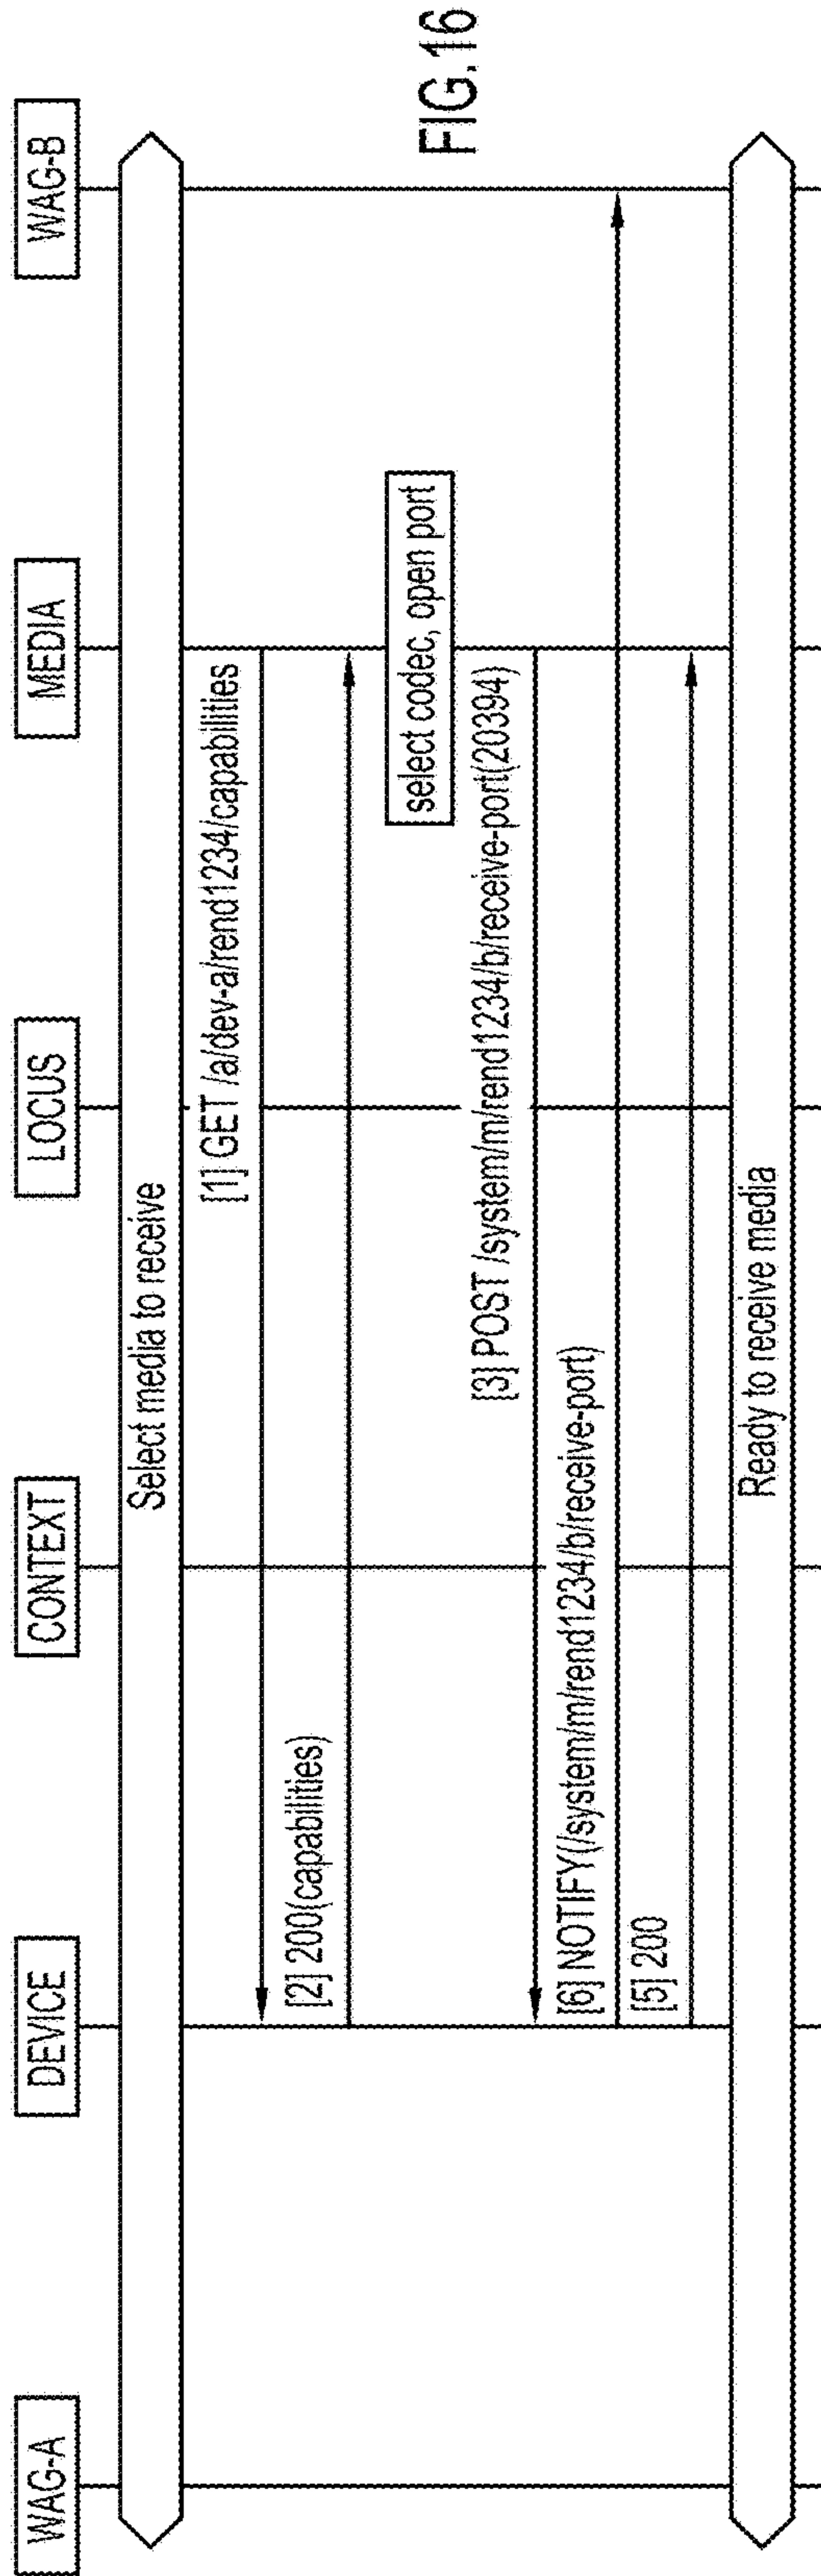 WAG-A
DEVICE
CONTEXT
LOCUS
MEDIA
WAG-B
Select media to receive
[1] GET /a/dev-a/rend1234/capabilities
[2] 200(capabilities)
select codec, open port
[3] POST /system/m/rend1234/b/receive-port(20394)
[6] NOTIFY(/system/m/rend1234/b/receive-port)
[5] 200
Ready to receive media
FIG.16